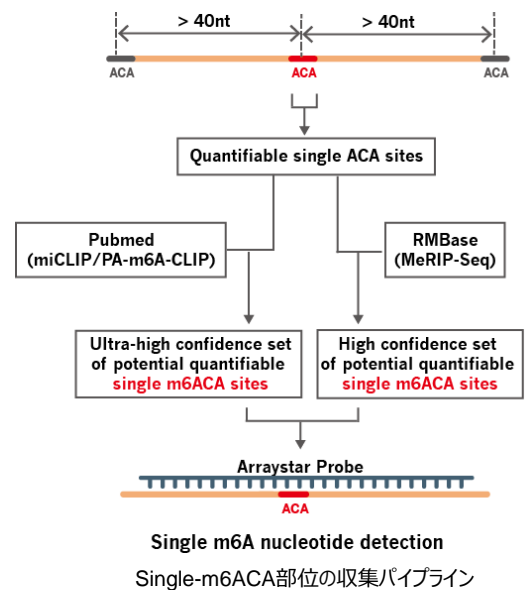 > 40nt > 40nt
ACA ACA ACA
Quantifiable single ACA sites
Pubmed
(miCLIP/PA-m6A-CLIP)
RMBase
(MeRIP-Seq)
Ultra-high confidence set
of potential quantifiable
single m6ACA sites
High confidence set
of potential quantifiable
single m6ACA sites
Arraystar Probe
ACA
Single m6A nucleotide detection
Single-m6ACA部位の収集パイプライン